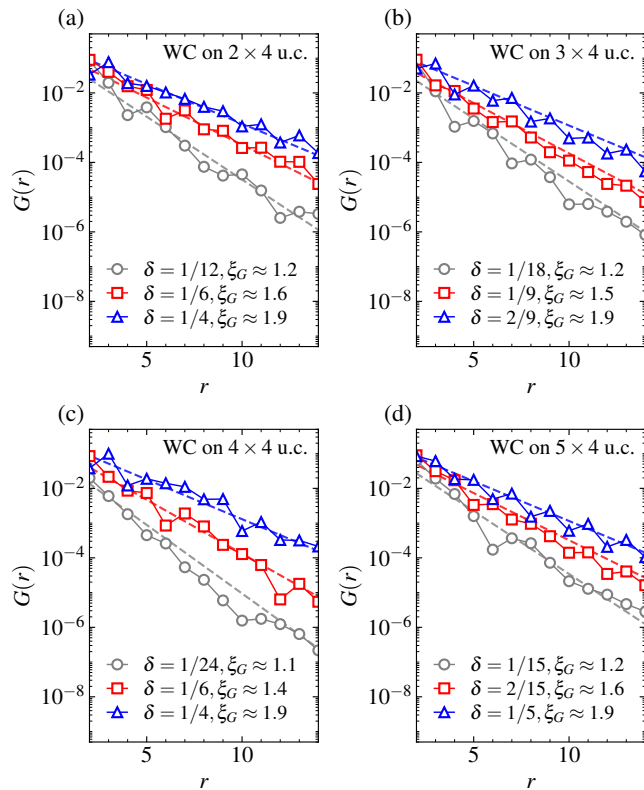 (a)
WC on 2 × 4 u.c.
10⁻²
10⁻⁴
10⁻⁶
10⁻⁸
G(r)
δ = 1/12, ξ_G ≈ 1.2
δ = 1/6, ξ_G ≈ 1.6
δ = 1/4, ξ_G ≈ 1.9
5 10
r
(b)
WC on 3 × 4 u.c.
10⁻²
10⁻⁴
10⁻⁶
10⁻⁸
G(r)
δ = 1/18, ξ_G ≈ 1.2
δ = 1/9, ξ_G ≈ 1.5
δ = 2/9, ξ_G ≈ 1.9
5 10
r
(c)
WC on 4 × 4 u.c.
10⁻²
10⁻⁴
10⁻⁶
10⁻⁸
G(r)
δ = 1/24, ξ_G ≈ 1.1
δ = 1/6, ξ_G ≈ 1.4
δ = 1/4, ξ_G ≈ 1.9
5 10
r
(d)
WC on 5 × 4 u.c.
10⁻²
10⁻⁴
10⁻⁶
10⁻⁸
G(r)
δ = 1/15, ξ_G ≈ 1.2
δ = 2/15, ξ_G ≈ 1.6
δ = 1/5, ξ_G ≈ 1.9
5 10
r